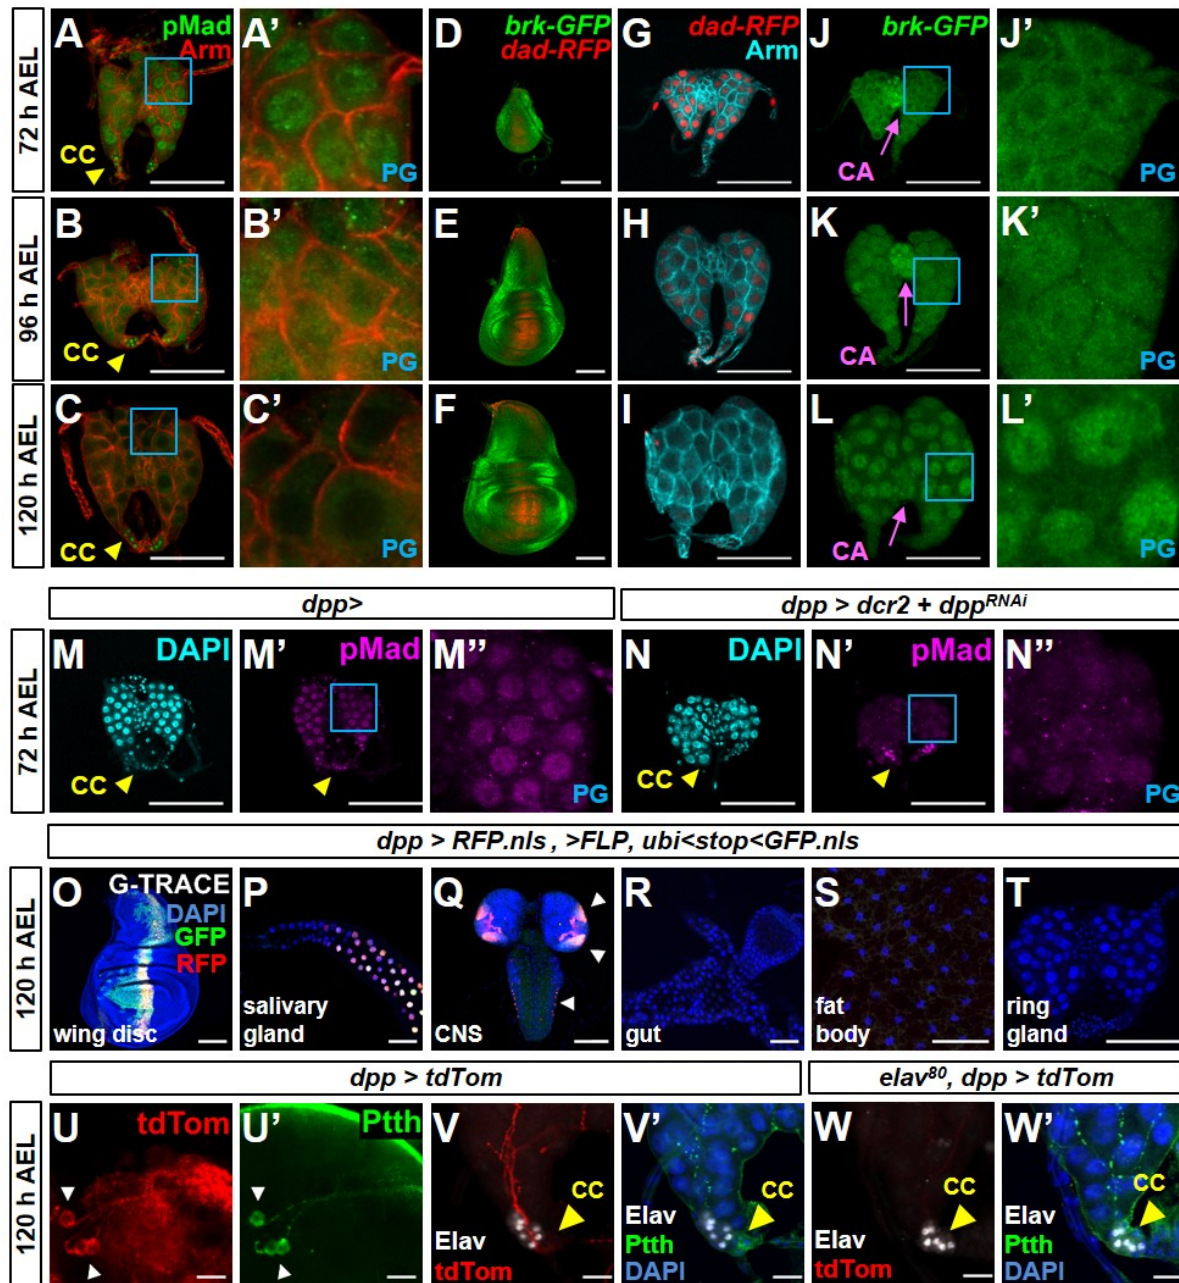 72 h AEL
A
pMad
Arm
CC
A’
PG
D
brk-GFP
dad-RFP
G
dad-RFP
Arm
J
brk-GFP
CA
J’
PG
96 h AEL
B
CC
B’
PG
E
H
K
CA
K’
PG
120 h AEL
C
CC
C’
PG
F
I
L
CA
L’
PG
dpp>
dpp > dcr2 + dpp^RNAi
72 h AEL
M
DAPI
CC
M’
pMad
M’’
PG
N
DAPI
CC
N’
pMad
N’’
PG
dpp > RFP.nls , >FLP, ubi<stop<GFP.nls
120 h AEL
O
G-TRACE
DAPI
GFP
RFP
wing disc
P
salivary
gland
Q
CNS
R
gut
S
fat
body
T
ring
gland
dpp > tdTom
elav^80, dpp > tdTom
120 h AEL
U
tdTom
U’
Ptth
V
CC
Elav
tdTom
V’
CC
Elav
Ptth
DAPI
W
CC
Elav
tdTom
W’
CC
Elav
Ptth
DAPI